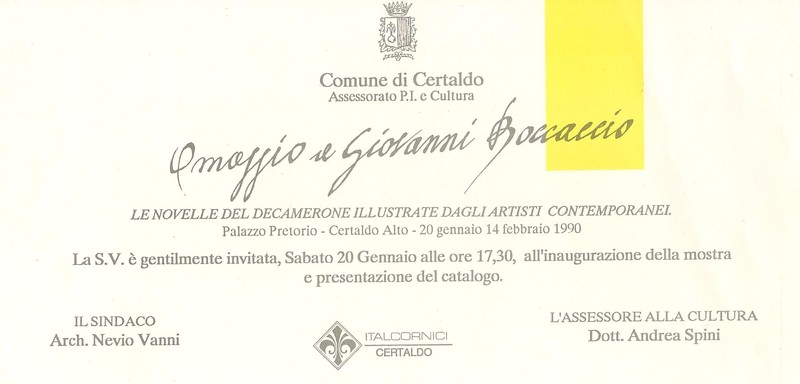 Comune di Certaldo
Assessorato P.I. e Cultura
Omaggio a Giovanni Boccaccio
LE NOVELLE DEL DECAMERONE ILLUSTRATE DAGLI ARTISTI CONTEMPORANEI.
Palazzo Pretorio - Certaldo Alto - 20 gennaio 14 febbraio 1990
La S.V. è gentilmente invitata, Sabato 20 Gennaio alle ore 17,30, all'inaugurazione della mostra
e presentazione del catalogo.
IL SINDACO
Arch. Nevio Vanni
ITALCORNICI
CERTALDO
L'ASSESSORE ALLA CULTURA
Dott. Andrea Spini